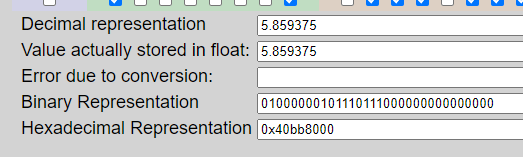 Decimal representation 5.859375
Value actually stored in float: 5.859375
Error due to conversion:
Binary Representation 01000000101110111000000000000000
Hexadecimal Representation 0x40bb8000